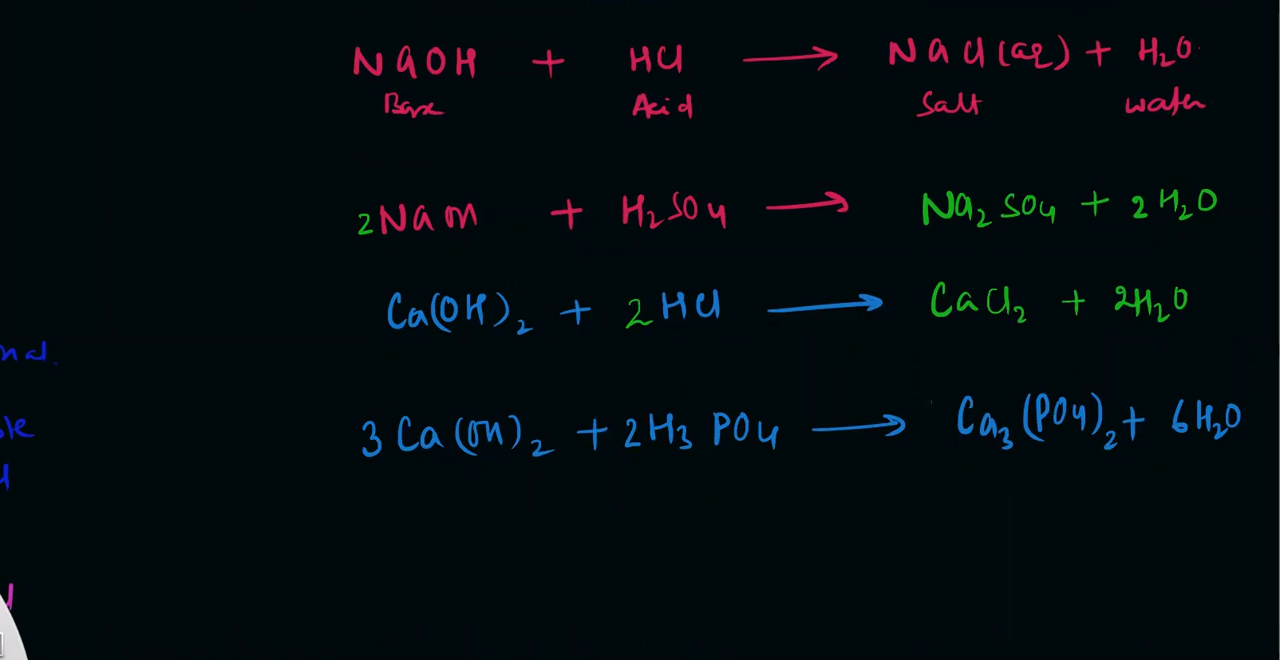 NaOH + HCl ⟶ NaCl(aq) + H₂O
Base Acid Salt water
2NaOH + H₂SO₄ ⟶ Na₂SO₄ + 2H₂O
Ca(OH)₂ + 2HCl ⟶ CaCl₂ + 2H₂O
3Ca(OH)₂ + 2H₃PO₄ ⟶ Ca₃(PO₄)₂ + 6H₂O